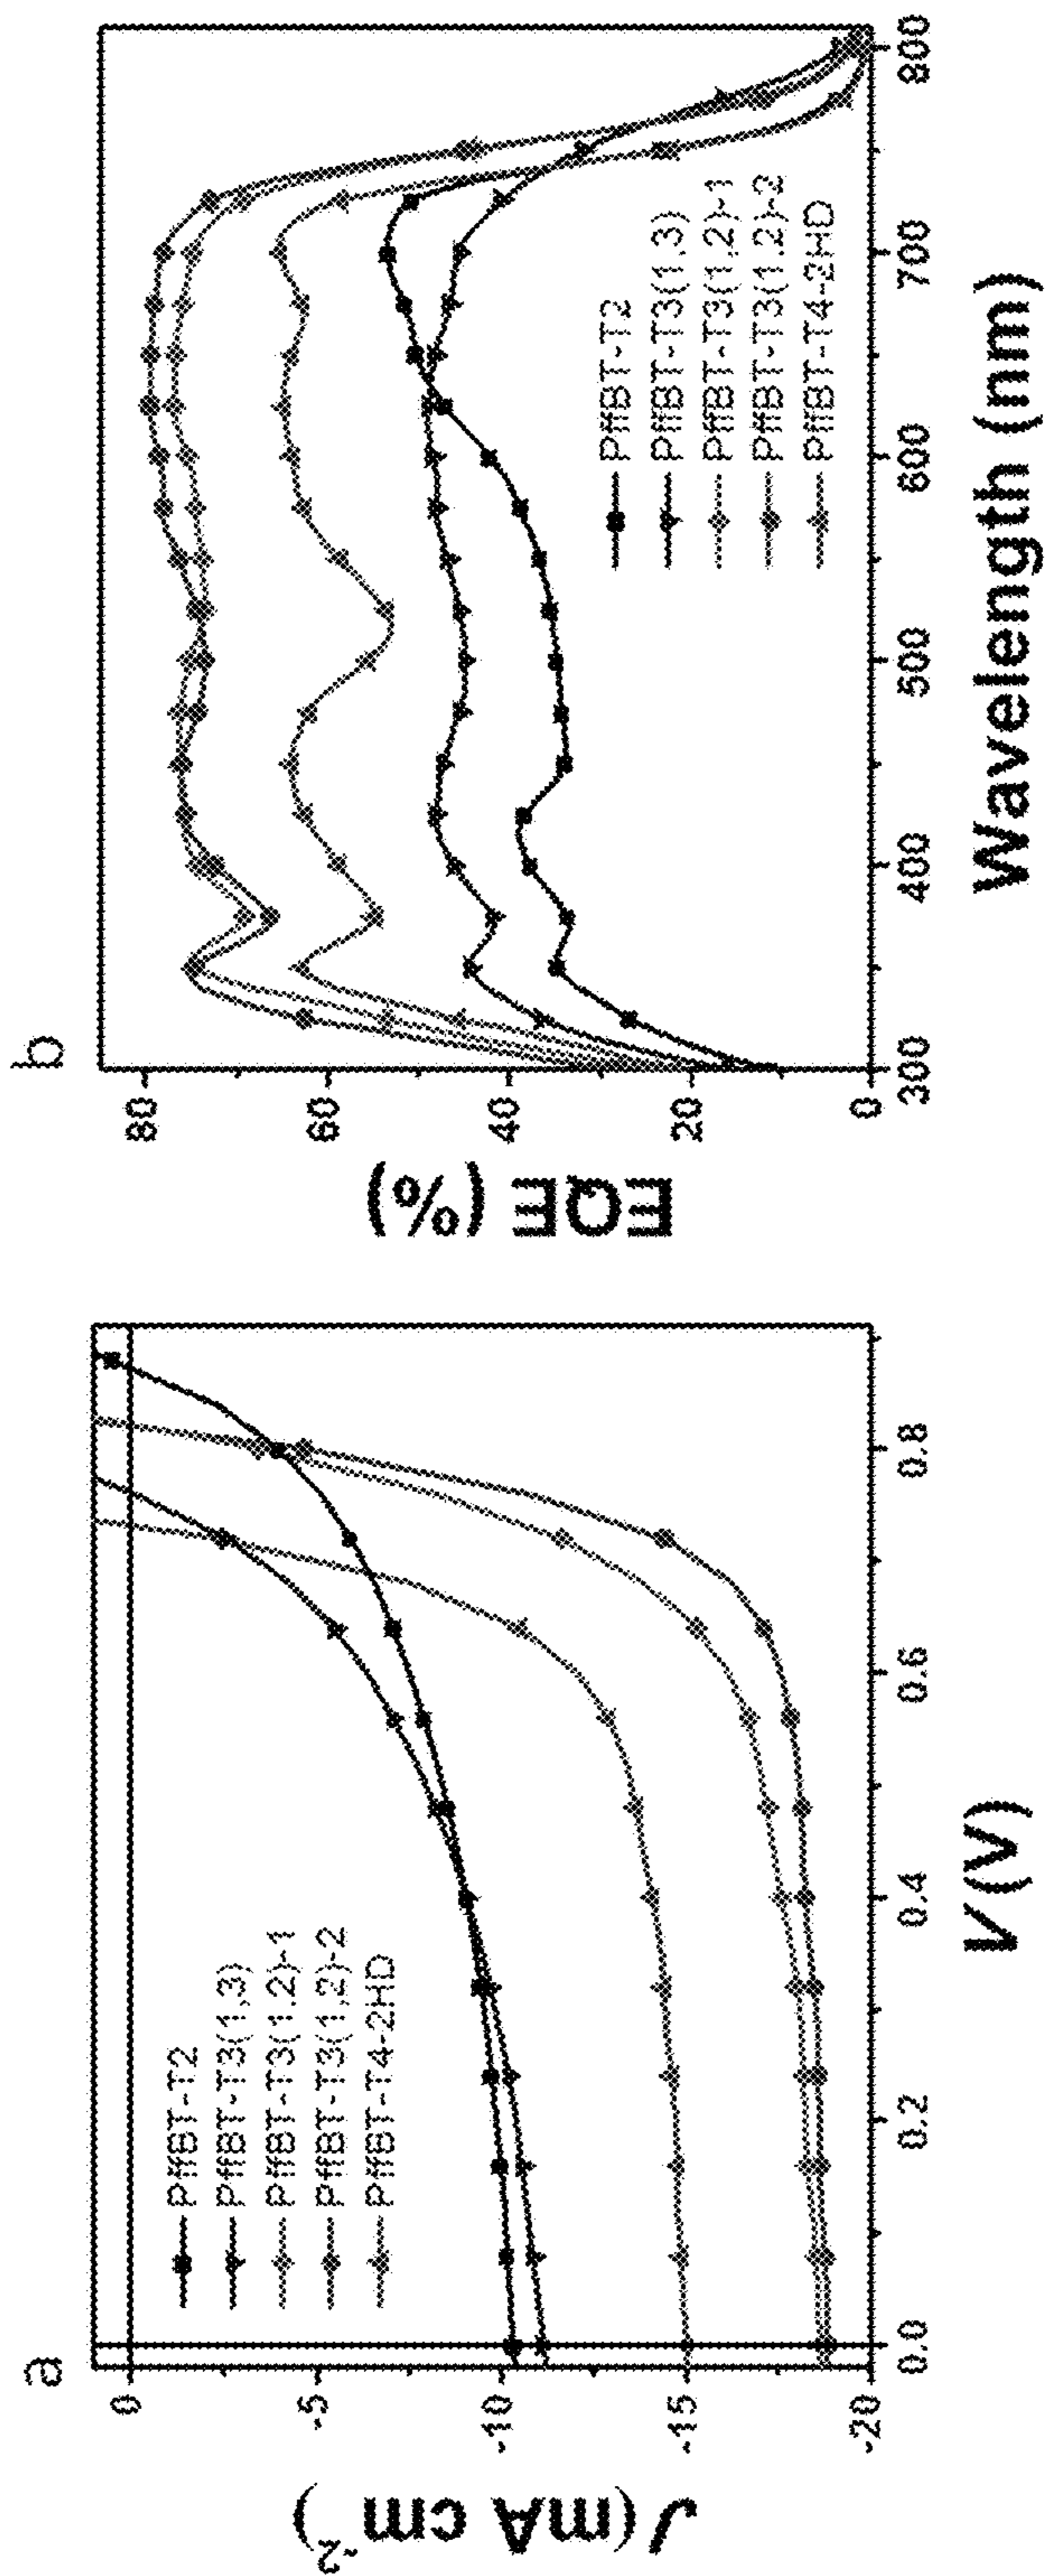 a
J (mA cm-2)
0
-5
-10
-15
-20
PffBT-T2
PffBT-T3(1,3)
PffBT-T3(1,2)-1
PffBT-T3(1,2)-2
PffBT-T4-2HD
0.0 0.2 0.4 0.6 0.8
V (V)
b
EQE (%)
80
60
40
20
0
PffBT-T2
PffBT-T3(1,3)
PffBT-T3(1,2)-1
PffBT-T3(1,2)-2
PffBT-T4-2HD
300 400 500 600 700 800
Wavelength (nm)